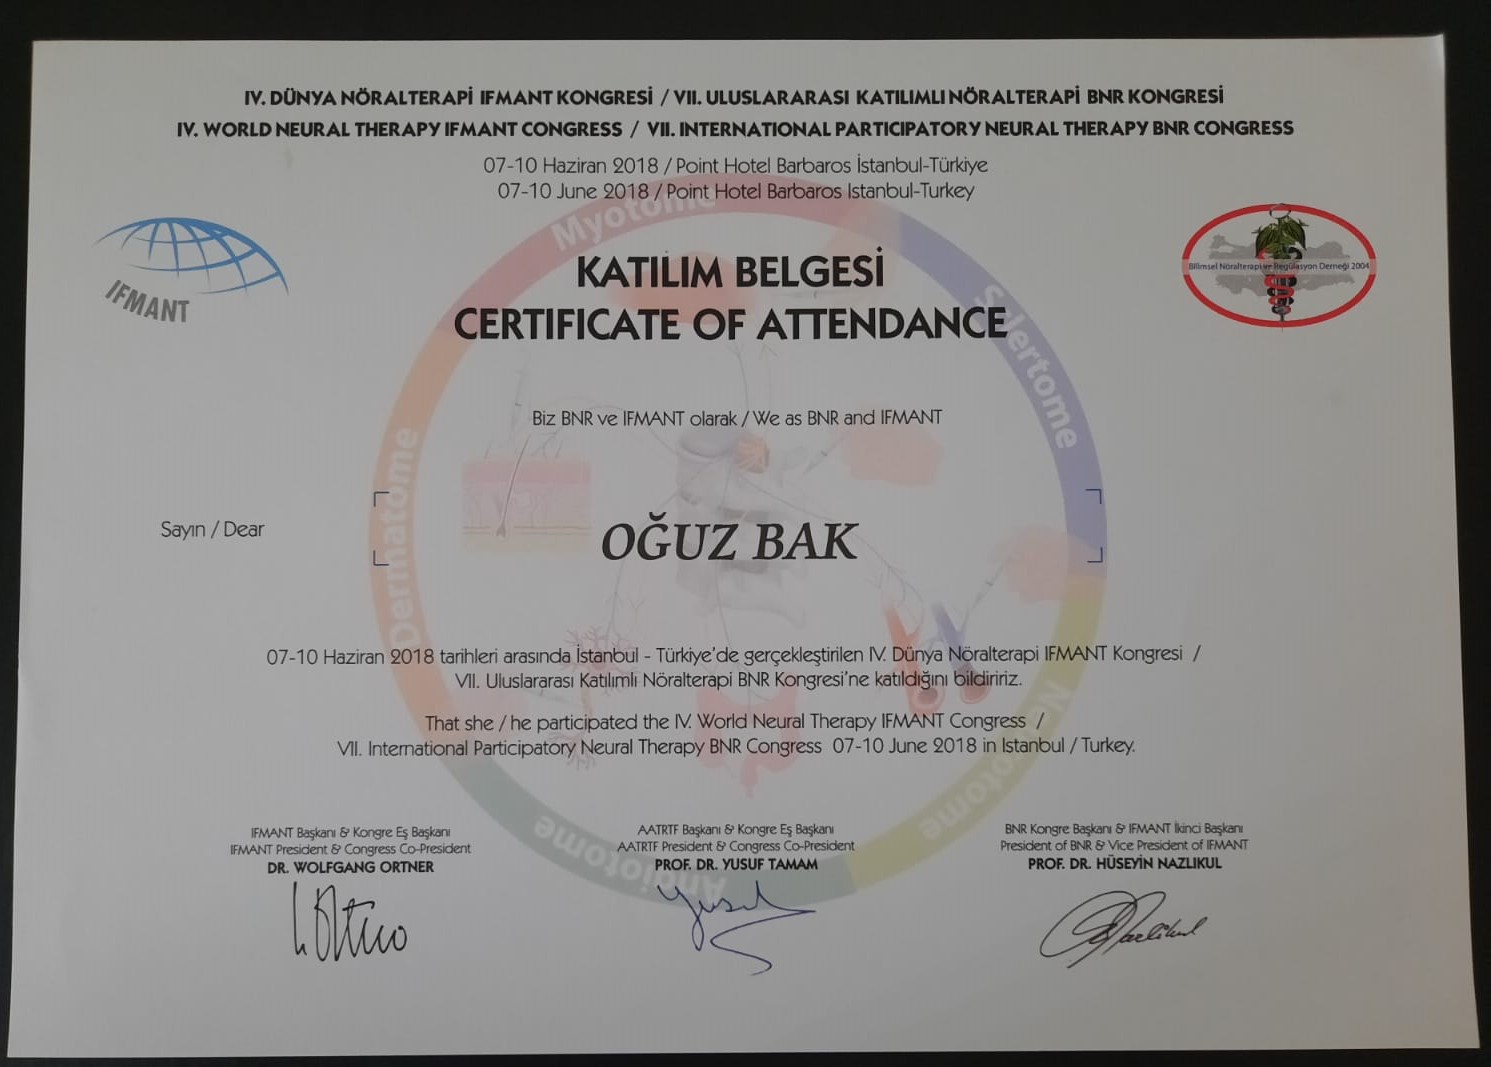 IV. DÜNYA NÖRALTERAPİ IFMANT KONGRESİ / VII. ULUSLARARASI KATILIMLI NÖRALTERAPİ BNR KONGRESİ
IV. WORLD NEURAL THERAPY IFMANT CONGRESS / VII. INTERNATIONAL PARTICIPATORY NEURAL THERAPY BNR CONGRESS
07-10 Haziran 2018 / Point Hotel Barbaros İstanbul-Türkiye
07-10 June 2018 / Point Hotel Barbaros Istanbul-Turkey
IFMANT
Bilimsel Nöralterapi ve Regülasyon Derneği 2004
KATILIM BELGESİ
CERTIFICATE OF ATTENDANCE
Myotome
Sclertome
Dermatome
Angiotome
Biz BNR ve IFMANT olarak / We as BNR and IFMANT
Sayın / Dear
OĞUZ BAK
07-10 Haziran 2018 tarihleri arasında İstanbul - Türkiye'de gerçekleştirilen IV. Dünya Nöralterapi IFMANT Kongresi /
VII. Uluslararası Katılımli Nöralterapi BNR Kongresi'ne katıldığını bildiririz.
That she / he participated the IV. World Neural Therapy IFMANT Congress /
VII. International Participatory Neural Therapy BNR Congress 07-10 June 2018 in Istanbul / Turkey.
IFMANT Başkanı & Kongre Eş Başkanı
IFMANT President & Congress Co-President
DR. WOLFGANG ORTNER
AATRTF Başkanı & Kongre Eş Başkanı
AATRTF President & Congress Co-President
PROF. DR. YUSUF TAMAM
BNR Kongre Başkanı & IFMANT İkinci Başkanı
President of BNR & Vice President of IFMANT
PROF. DR. HÜSEYİN NAZLIKUL